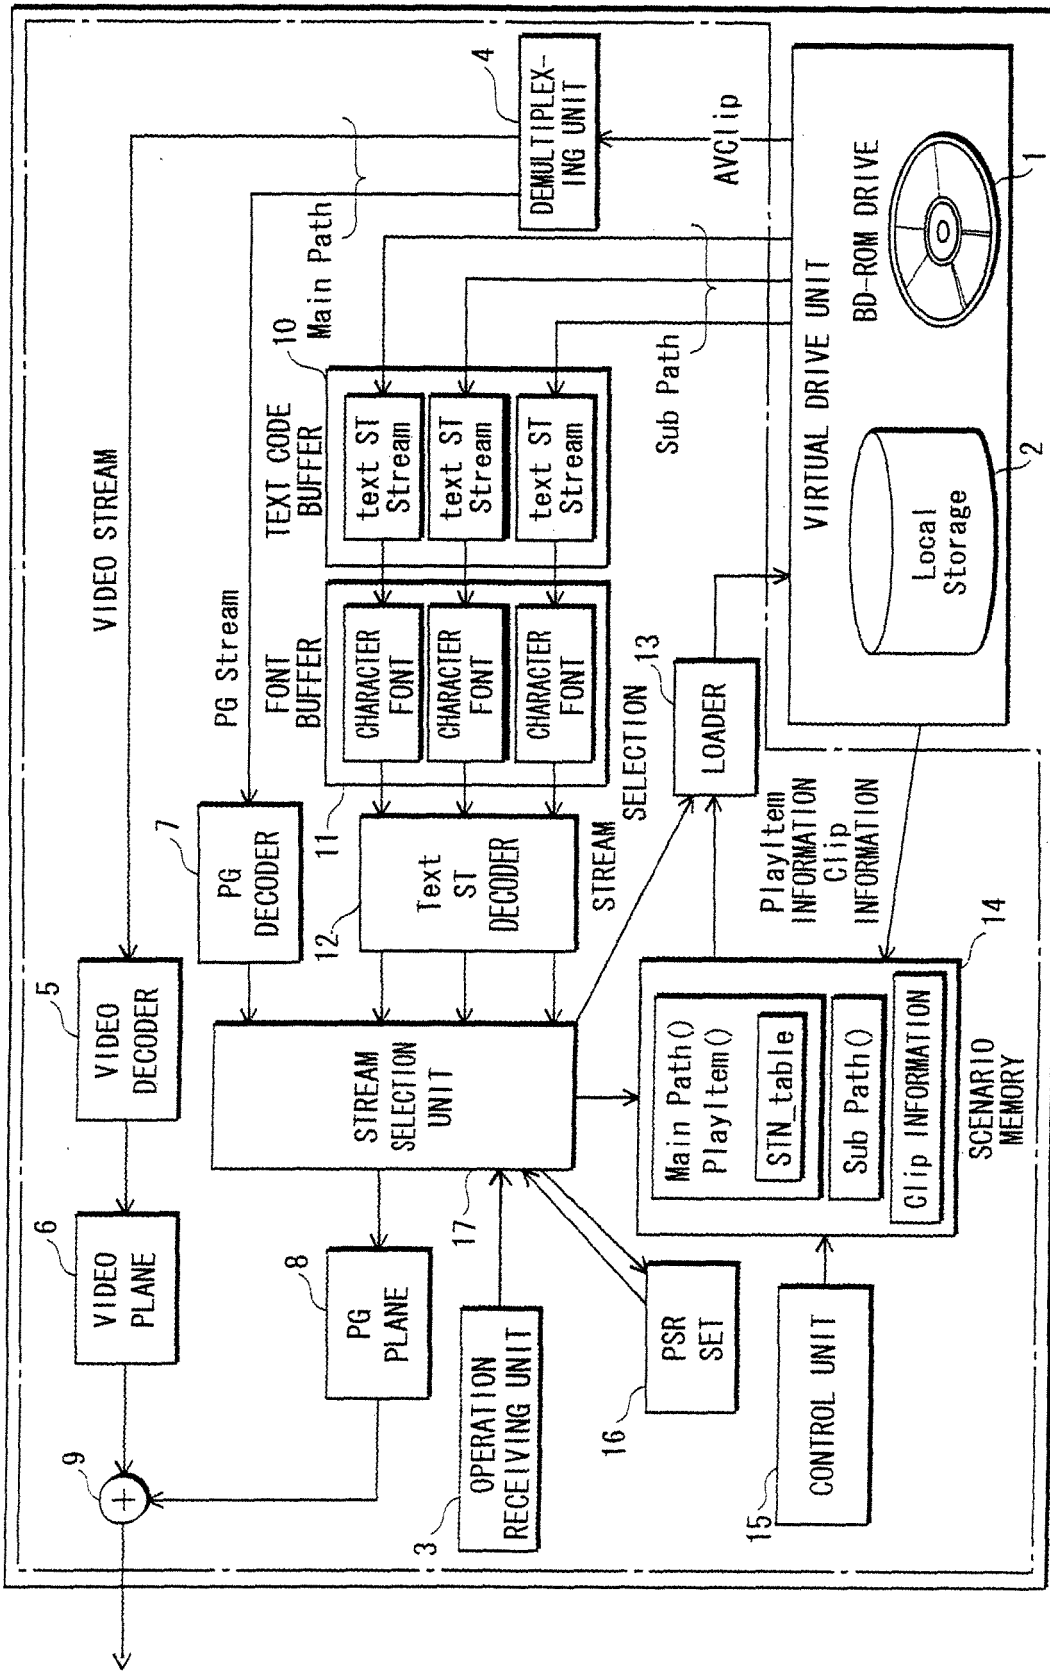 9
6
VIDEO
PLANE
5
VIDEO
DECODER
VIDEO STREAM
8
PG
PLANE
17
STREAM
SELECTION
UNIT
7
PG
DECODER
PG Stream
Main Path
4
DEMULTIPLEX-
ING UNIT
12
Text
ST
DECODER
11
FONT
BUFFER
CHARACTER
FONT
CHARACTER
FONT
CHARACTER
FONT
10
TEXT CODE
BUFFER
text ST
Stream
text ST
Stream
text ST
Stream
3
OPERATION
RECEIVING UNIT
16
PSR
SET
STREAM
SELECTION
13
LOADER
Sub Path
AVClip
15
CONTROL UNIT
14
Main Path()
PlayItem()
STN_table
Sub Path()
Clip INFORMATION
SCENARIO
MEMORY
PlayItem
INFORMATION
Clip
INFORMATION
VIRTUAL DRIVE UNIT
Local
Storage
2
BD-ROM DRIVE
1